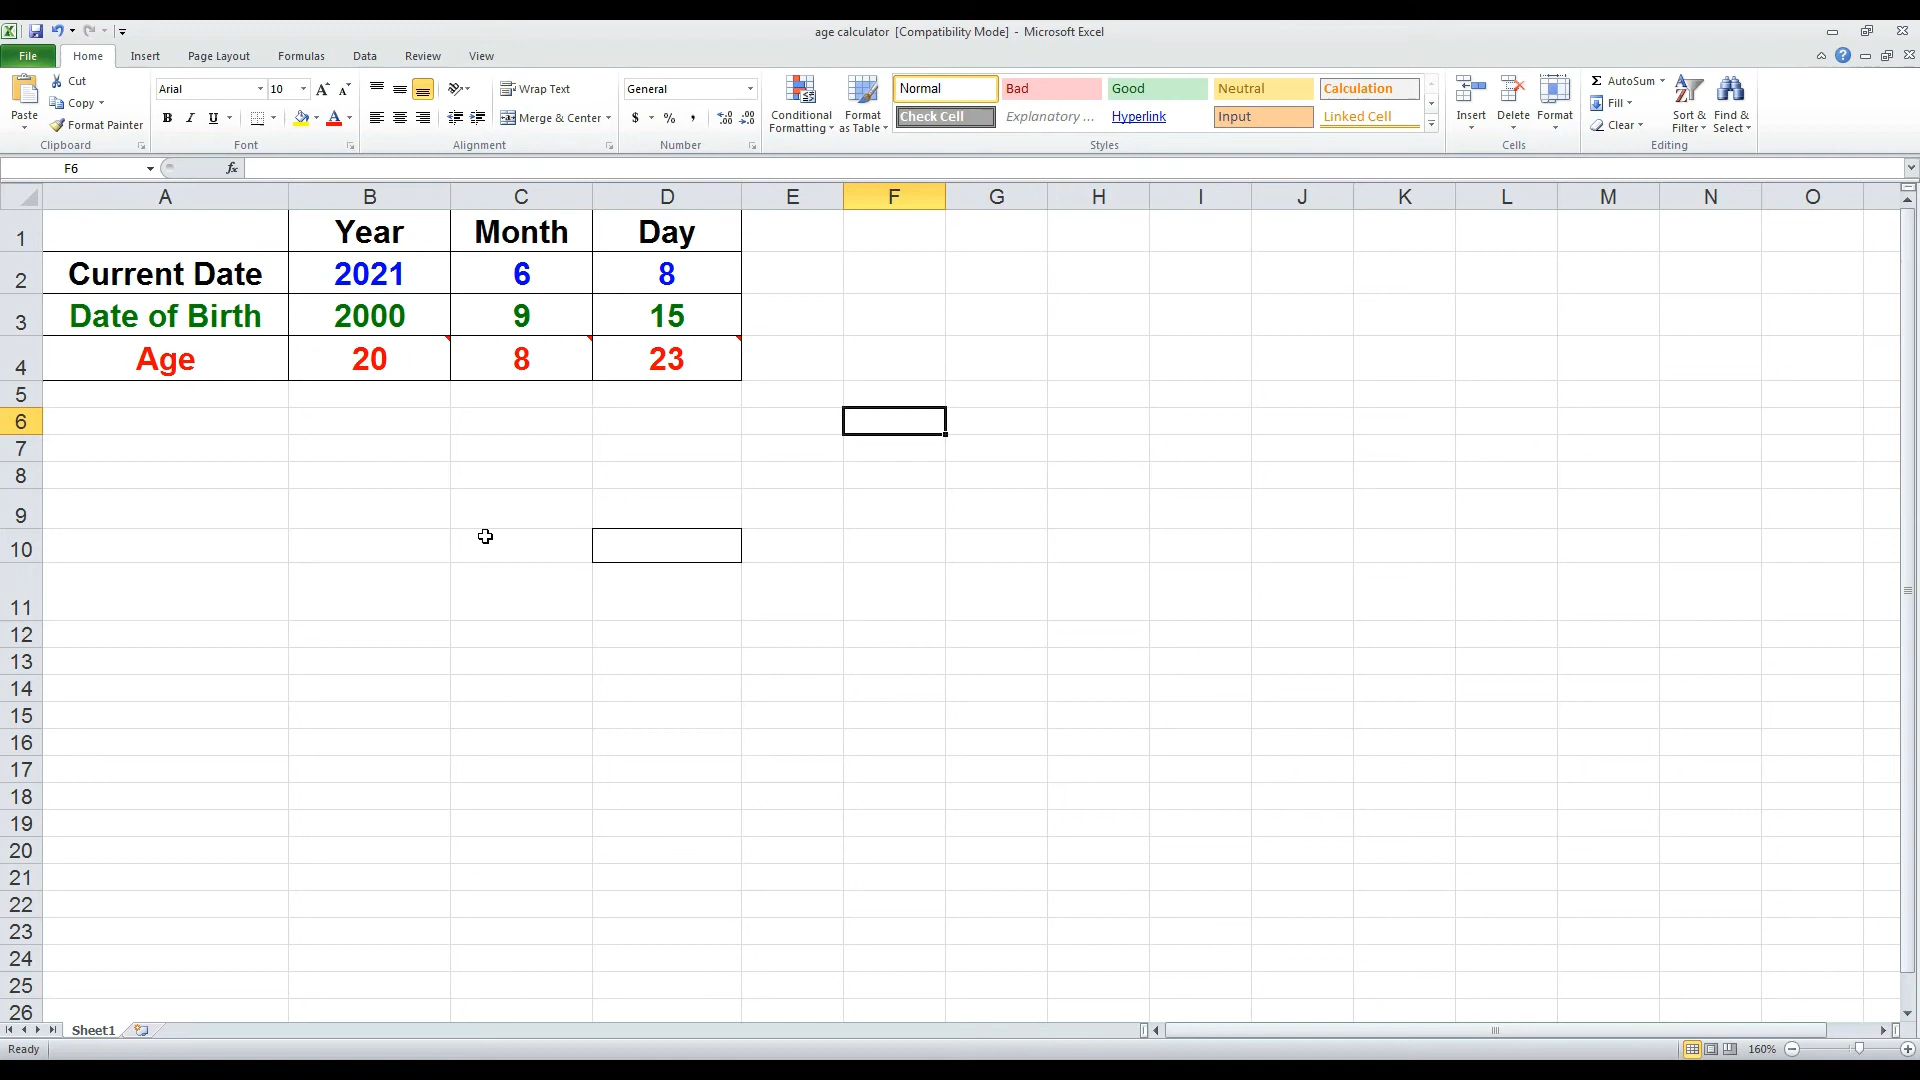 age calculator [Compatibility Mode] - Microsoft Excel
File Home Insert Page Layout Formulas Data Review View
Paste
Cut
Copy
Format Painter
Clipboard
Arial 10
B I U
Font
Wrap Text
Merge & Center
Alignment
General
$ % ,
Number
Conditional Formatting
Format as Table
Normal Bad Good Neutral Calculation
Check Cell Explanatory ... Hyperlink Input Linked Cell
Styles
Insert Delete Format
Cells
AutoSum
Fill
Clear
Sort & Filter
Find & Select
Editing
F6 fx
A B C D E F G H I J K L M N O
1 Year Month Day
2 Current Date 2021 6 8
3 Date of Birth 2000 9 15
4 Age 20 8 23
5
6
7
8
9
10
11
12
13
14
15
16
17
18
19
20
21
22
23
24
25
26
Sheet1
Ready 160%